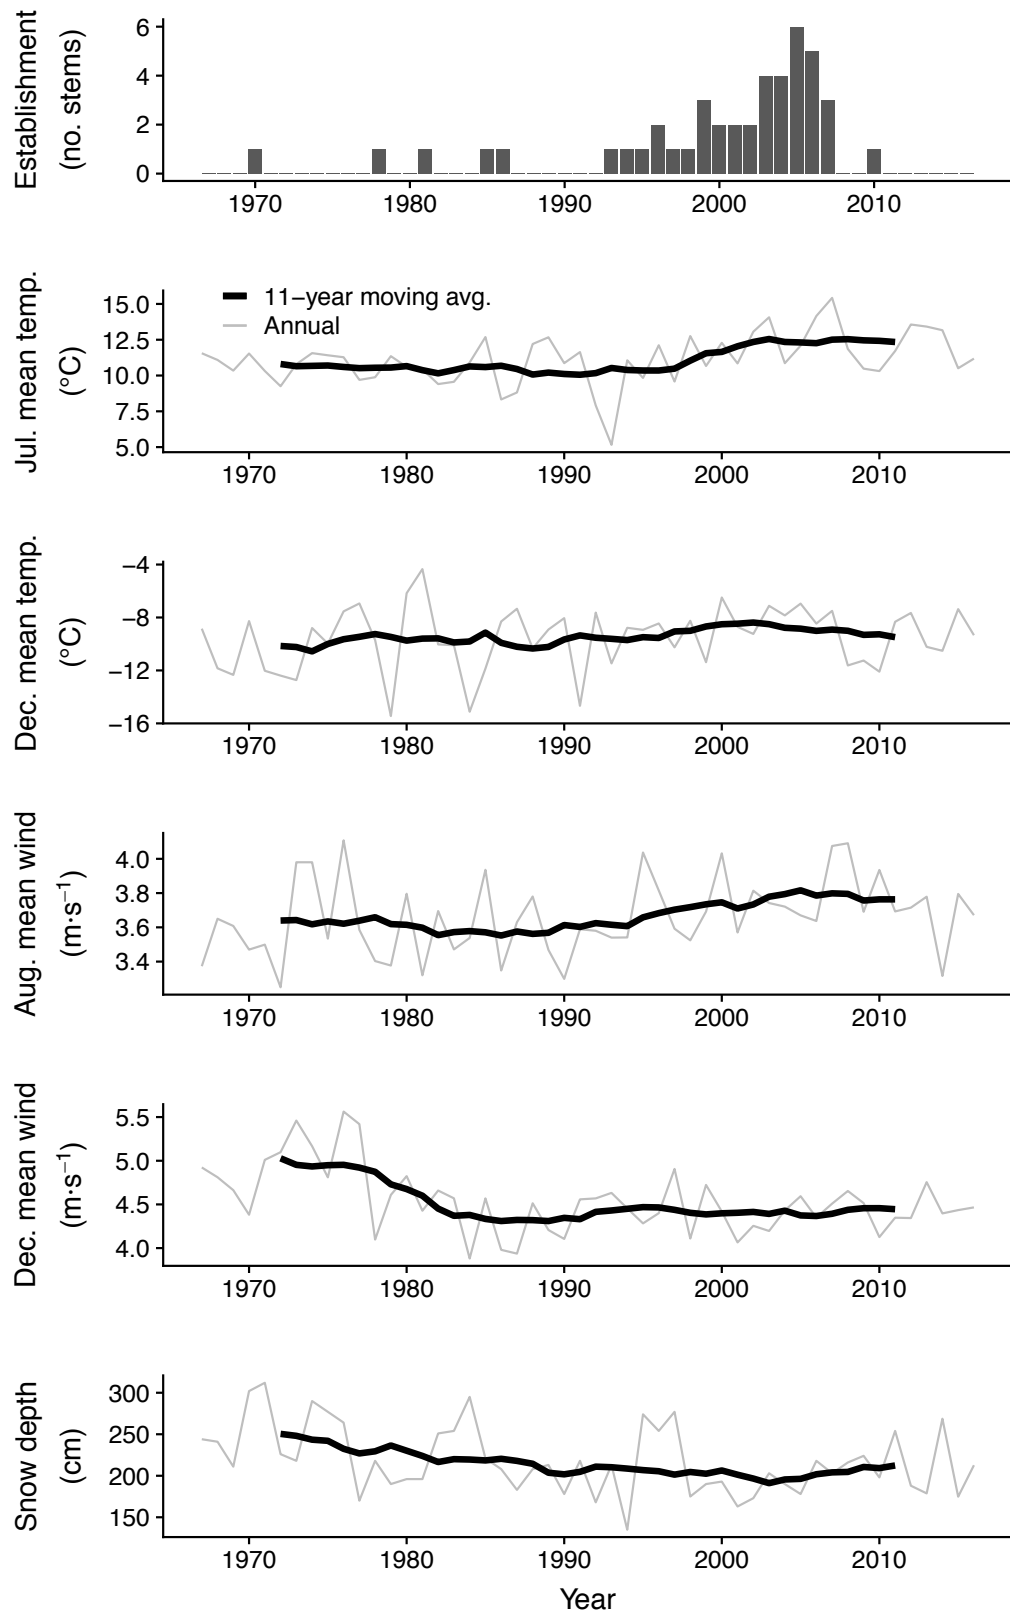 Establishment
(no. stems)
6
4
2
0
1970 1980 1990 2000 2010
Jul. mean temp.
(°C)
15.0
12.5
10.0
7.5
5.0
11−year moving avg.
Annual
1970 1980 1990 2000 2010
Dec. mean temp.
(°C)
−4
−8
−12
−16
1970 1980 1990 2000 2010
Aug. mean wind
(m·s⁻¹)
4.0
3.8
3.6
3.4
1970 1980 1990 2000 2010
Dec. mean wind
(m·s⁻¹)
5.5
5.0
4.5
4.0
1970 1980 1990 2000 2010
Snow depth
(cm)
300
250
200
150
1970 1980 1990 2000 2010
Year